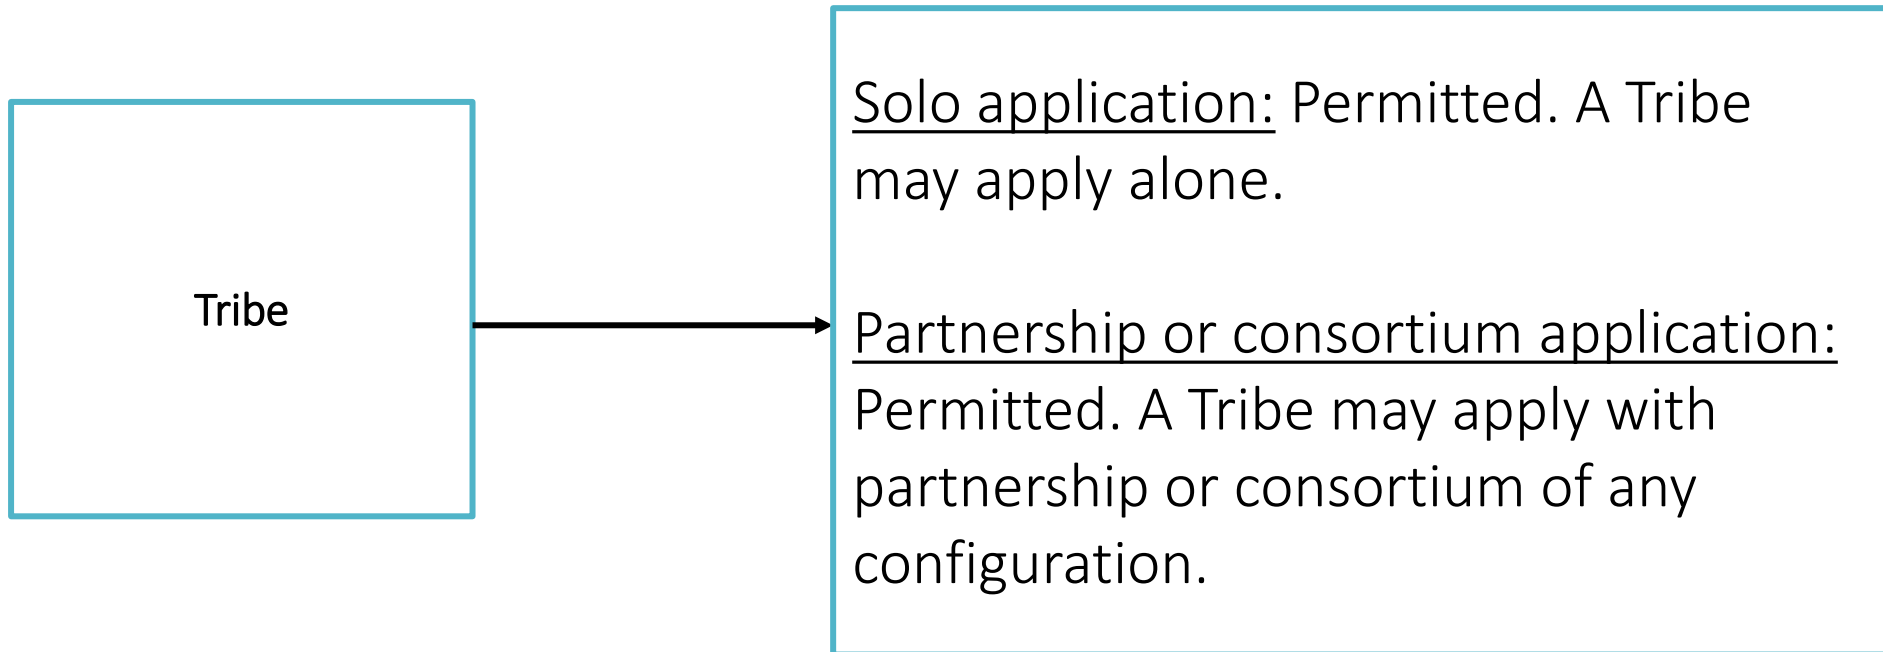 Tribe
Solo application: Permitted. A Tribe
may apply alone.
Partnership or consortium application:
Permitted. A Tribe may apply with
partnership or consortium of any
configuration.